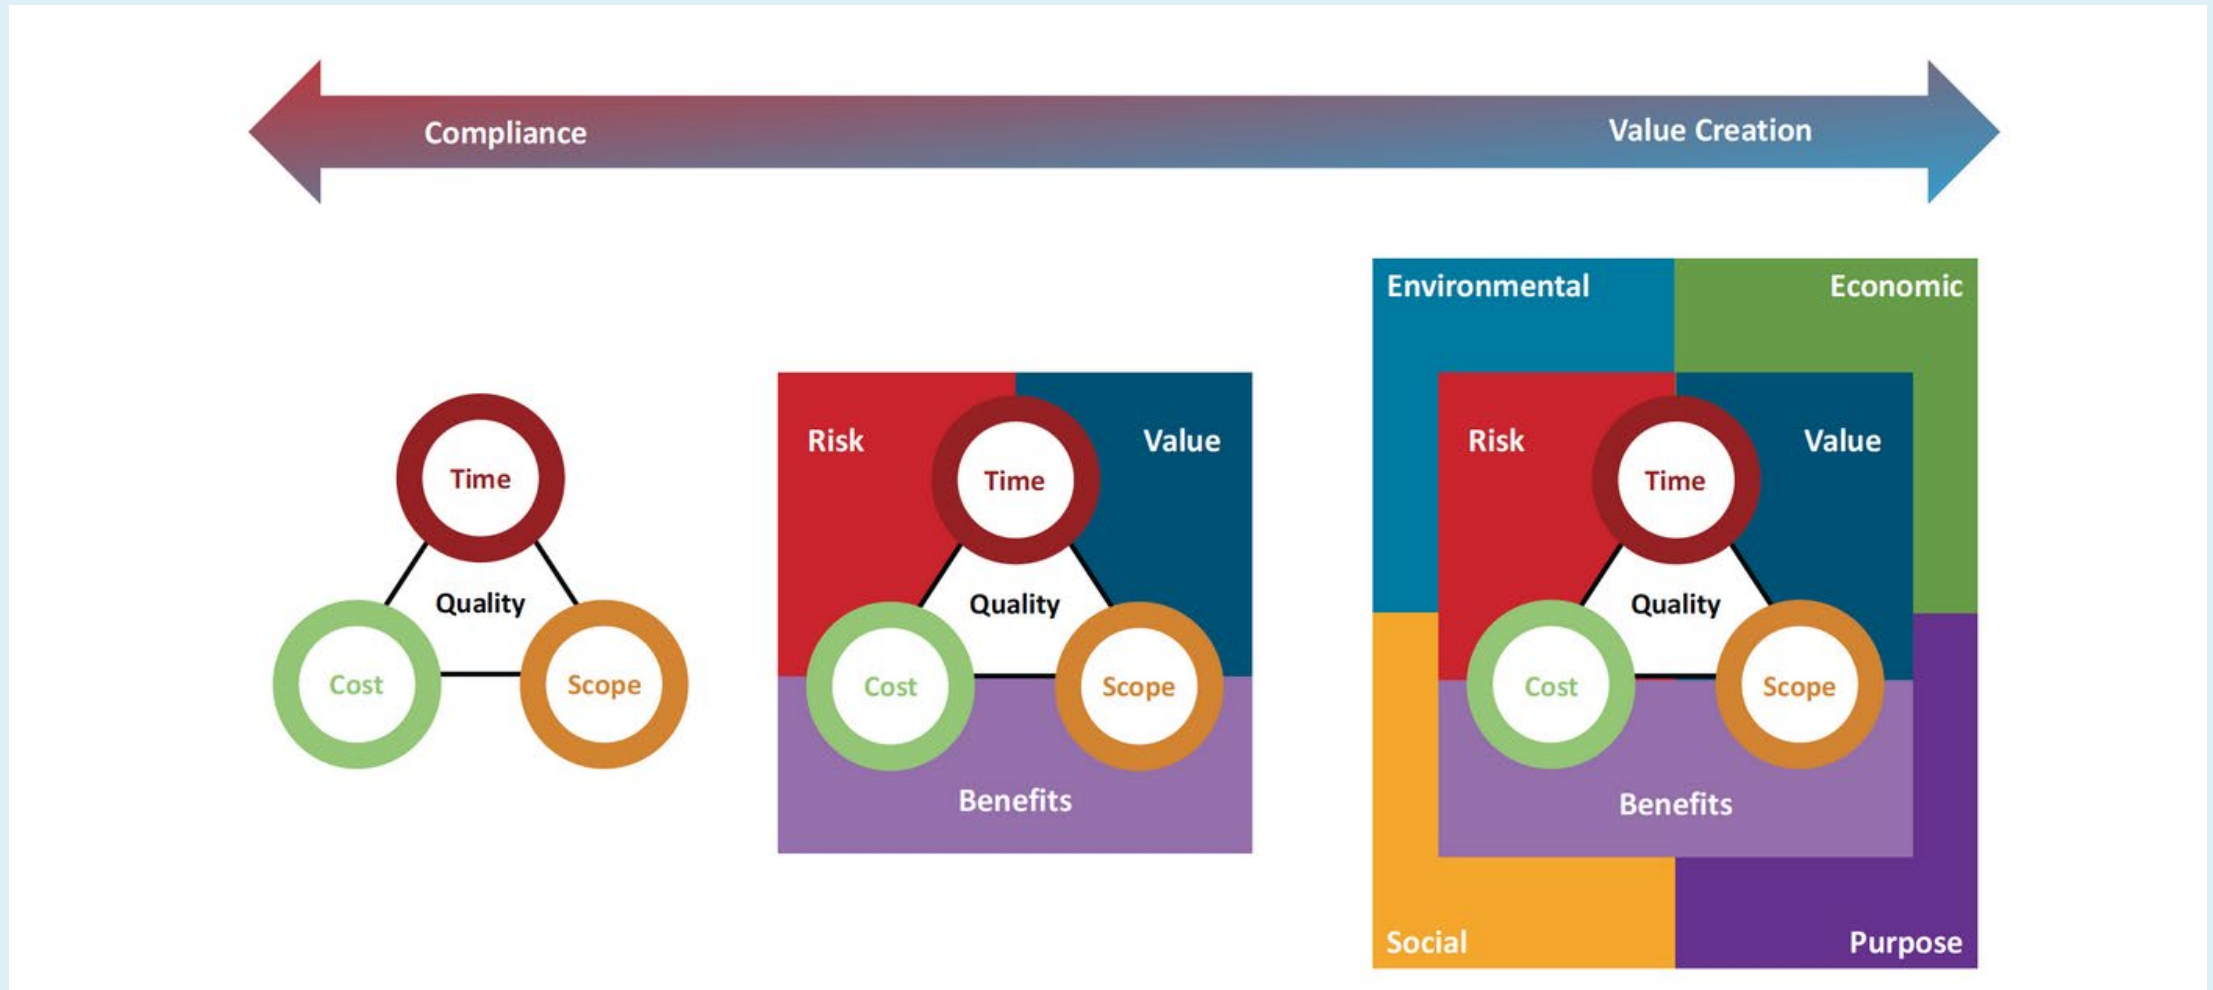 Compliance
Value Creation
Time
Quality
Cost
Scope
Risk
Value
Time
Quality
Cost
Scope
Benefits
Environmental
Economic
Risk
Value
Time
Quality
Cost
Scope
Benefits
Social
Purpose